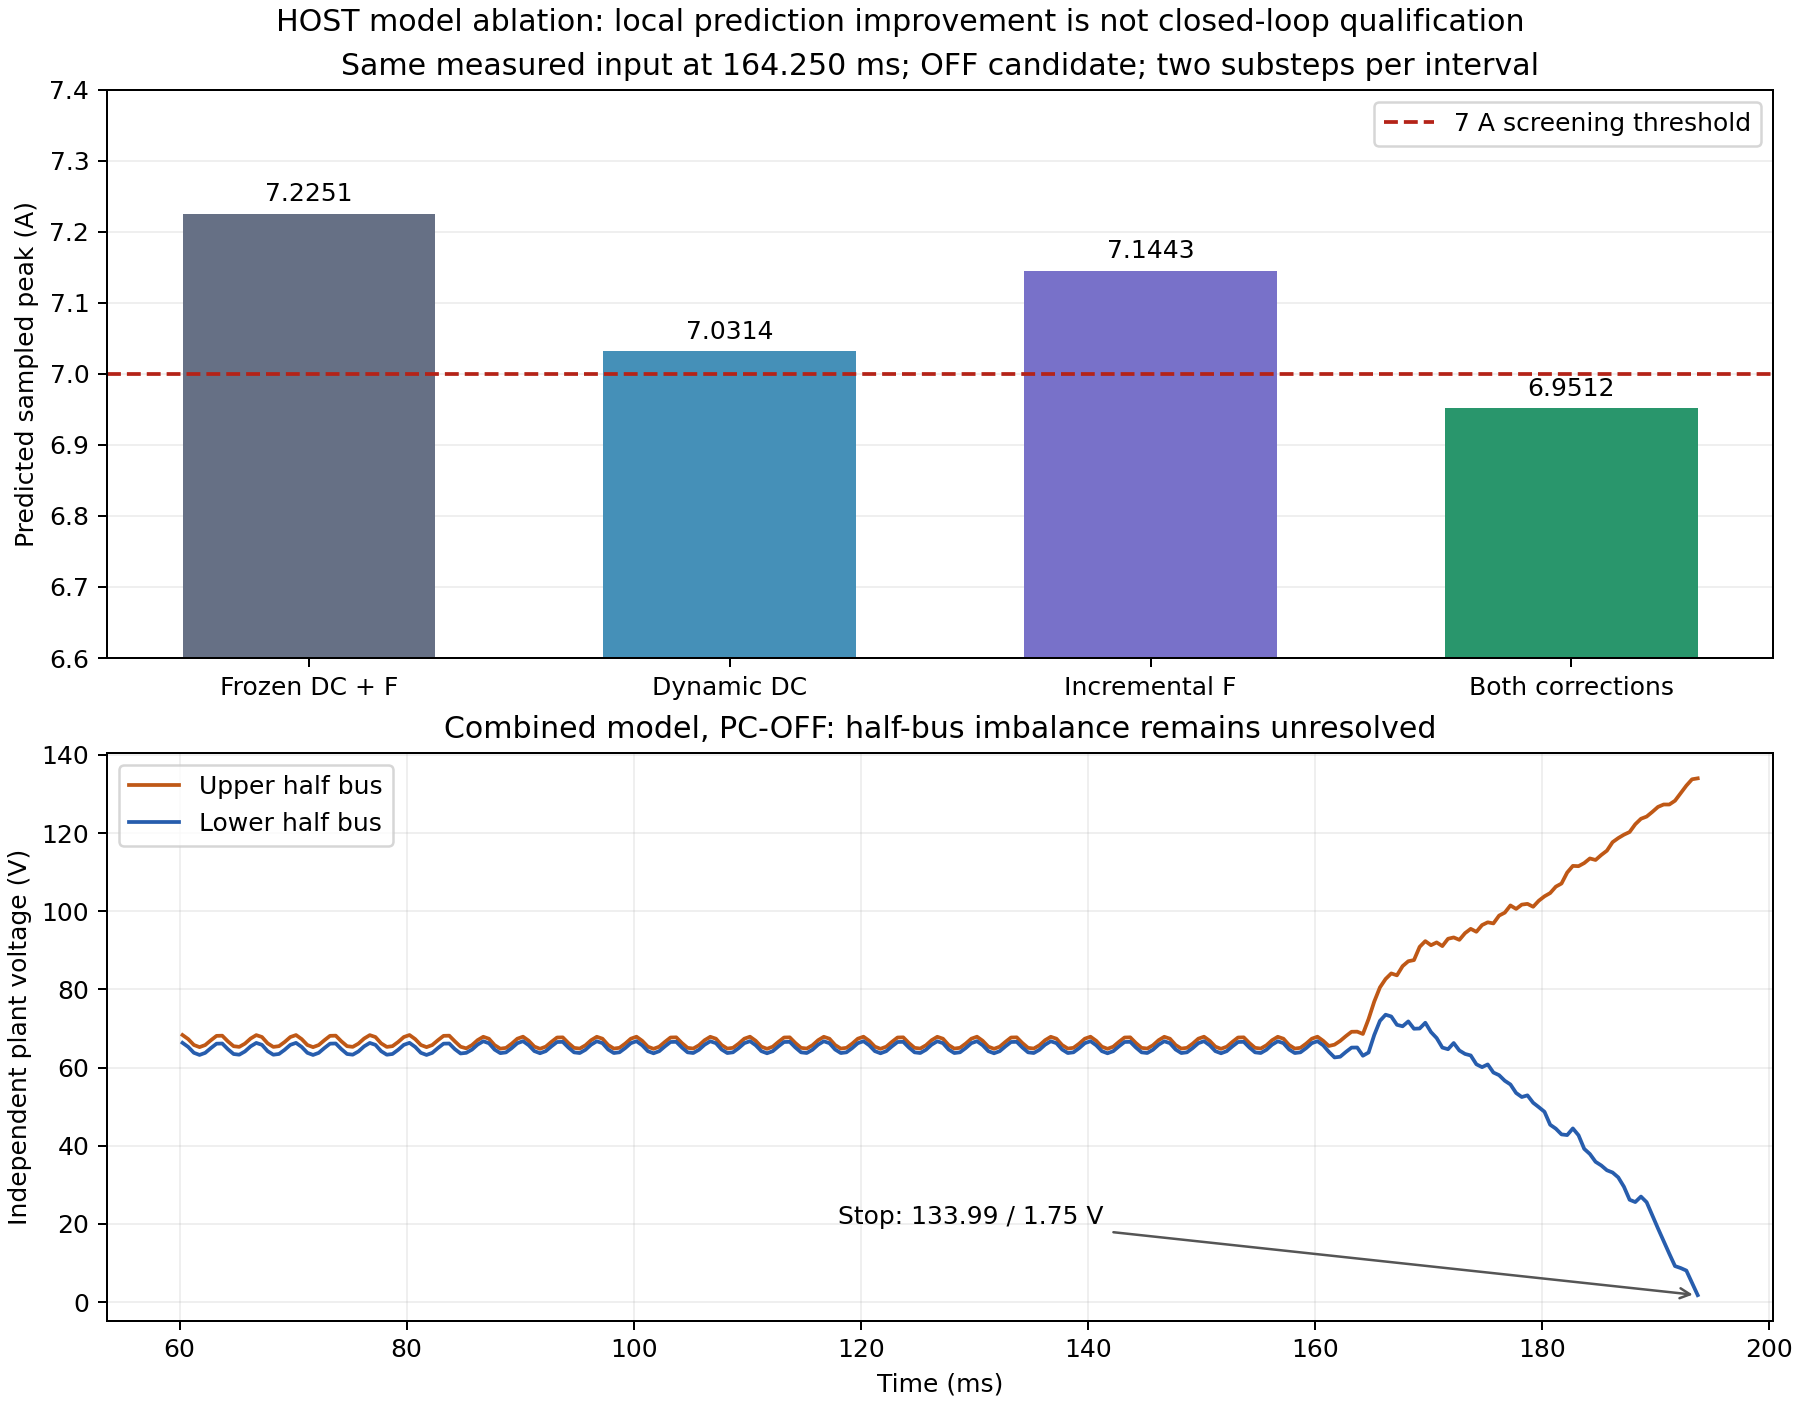 HOST model ablation: local prediction improvement is not closed-loop qualification
Same measured input at 164.250 ms; OFF candidate; two substeps per interval
Predicted sampled peak (A)
7.4
7.3
7.2
7.1
7.0
6.9
6.8
6.7
6.6
7 A screening threshold
7.2251
7.0314
7.1443
6.9512
Frozen DC + F
Dynamic DC
Incremental F
Both corrections
Combined model, PC-OFF: half-bus imbalance remains unresolved
Independent plant voltage (V)
140
120
100
80
60
40
20
0
Upper half bus
Lower half bus
Stop: 133.99 / 1.75 V
60
80
100
120
140
160
180
200
Time (ms)